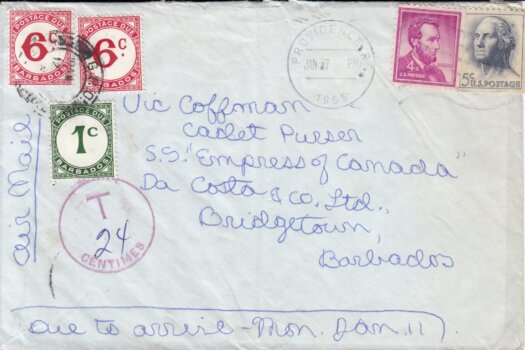 POSTAGE DUE
6c
BARBADOS
POSTAGE DUE
6c
BARBADOS
PROVIDENCE, R.I.
JAN 7 PM
1965
4c
U.S. POSTAGE
5c
U.S. POSTAGE
POSTAGE DUE
1c
BARBADOS
Vic Coffman
Cadet Purser
S.S. "Empress of Canada"
Da Costa & Co. Ltd.,
Bridgetown,
Barbados
Air Mail
T
24
CENTIMES
Due to arrive - Mon. Jan. 11